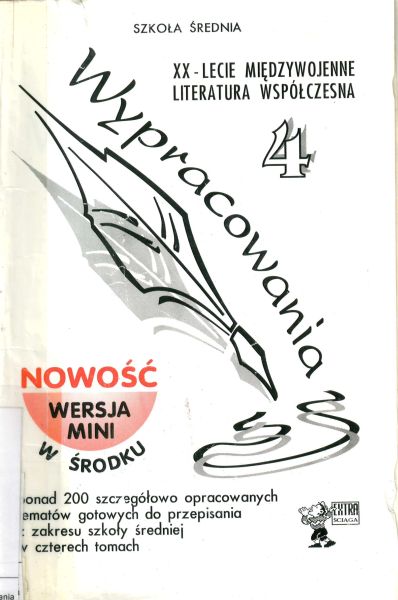 SZKOŁA ŚREDNIA
XX - LECIE MIĘDZYWOJENNE
LITERATURA WSPÓŁCZESNA
4
Wypracowania
NOWOŚĆ
WERSJA
MINI
W ŚRODKU
ponad 200 szczegółowo opracowanych
tematów gotowych do przepisania
z zakresu szkoły średniej
w czterech tomach
EXTRA
ŚCIĄGA